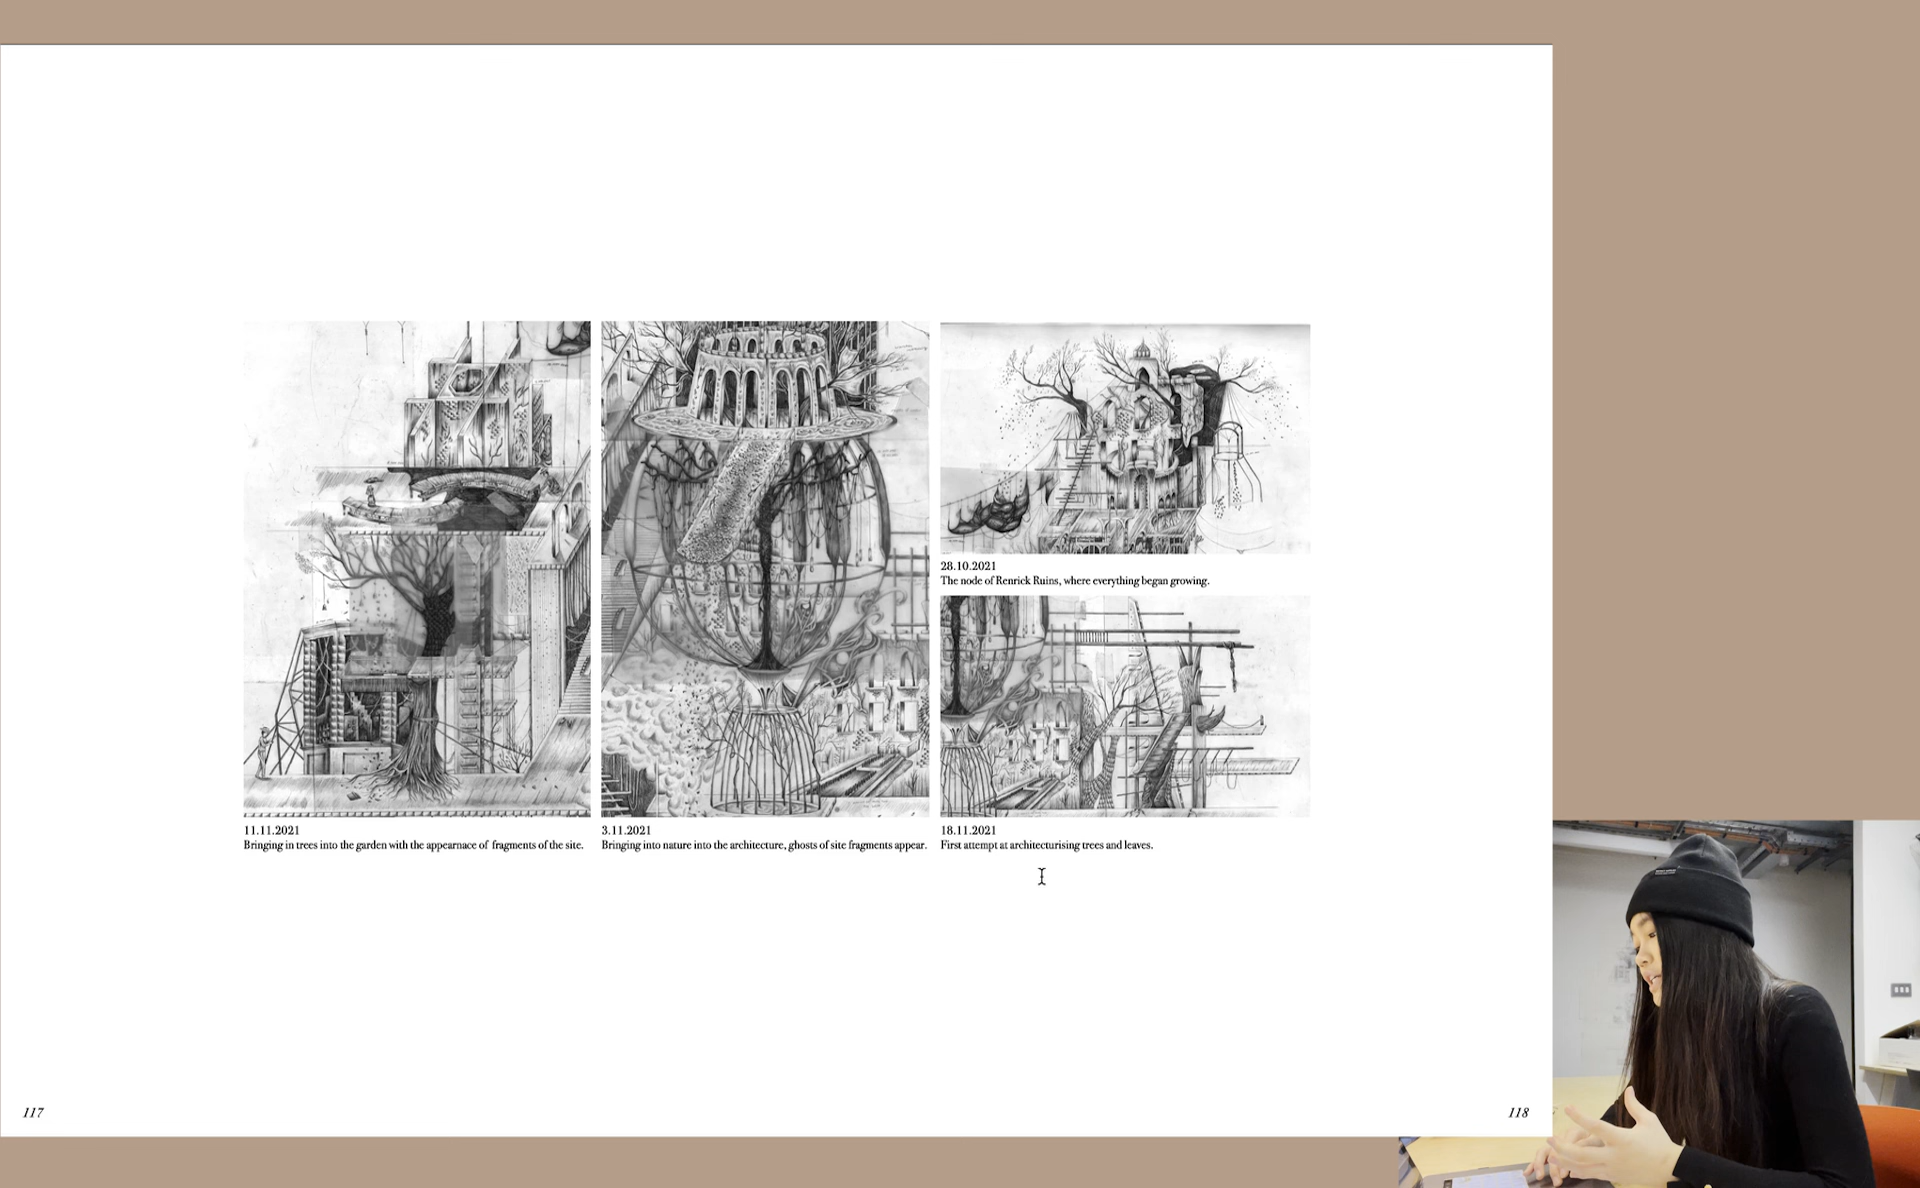 28.10.2021
The node of Renrick Ruins, where everything began growing.
11.11.2021
Bringing in trees into the garden with the appearnace of fragments of the site.
3.11.2021
Bringing into nature into the architecture, ghosts of site fragments appear.
18.11.2021
First attempt at architecturising trees and leaves.
117
118